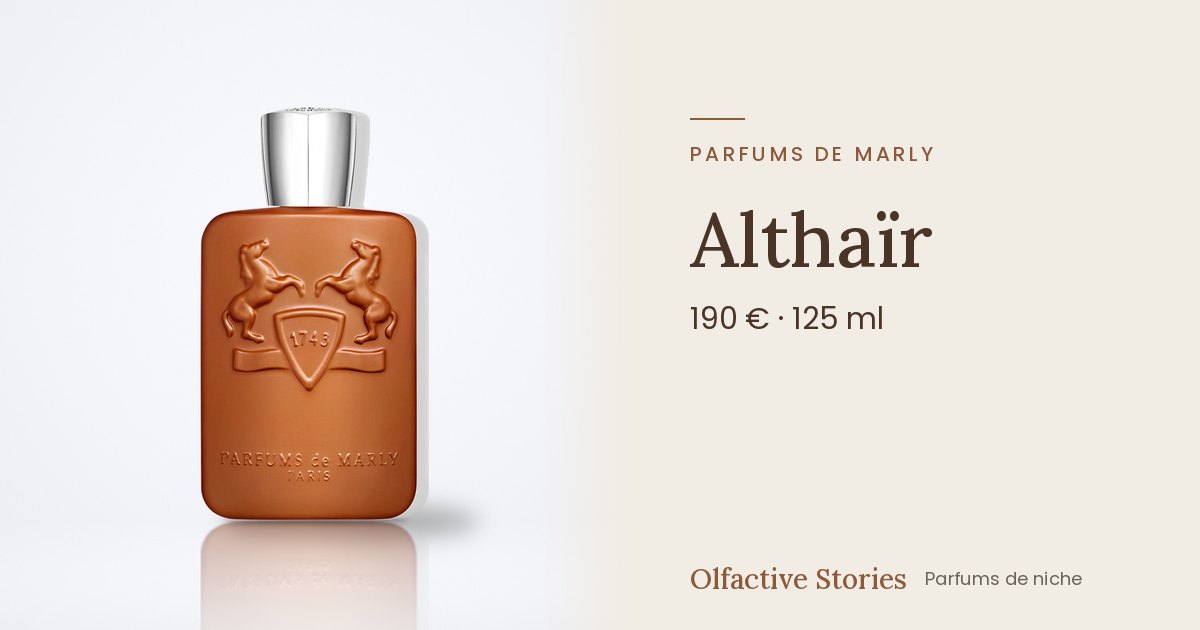 1743
PARFUMS de MARLY
PARIS
PARFUMS DE MARLY
Althaïr
190 € · 125 ml
Olfactive Stories Parfums de niche